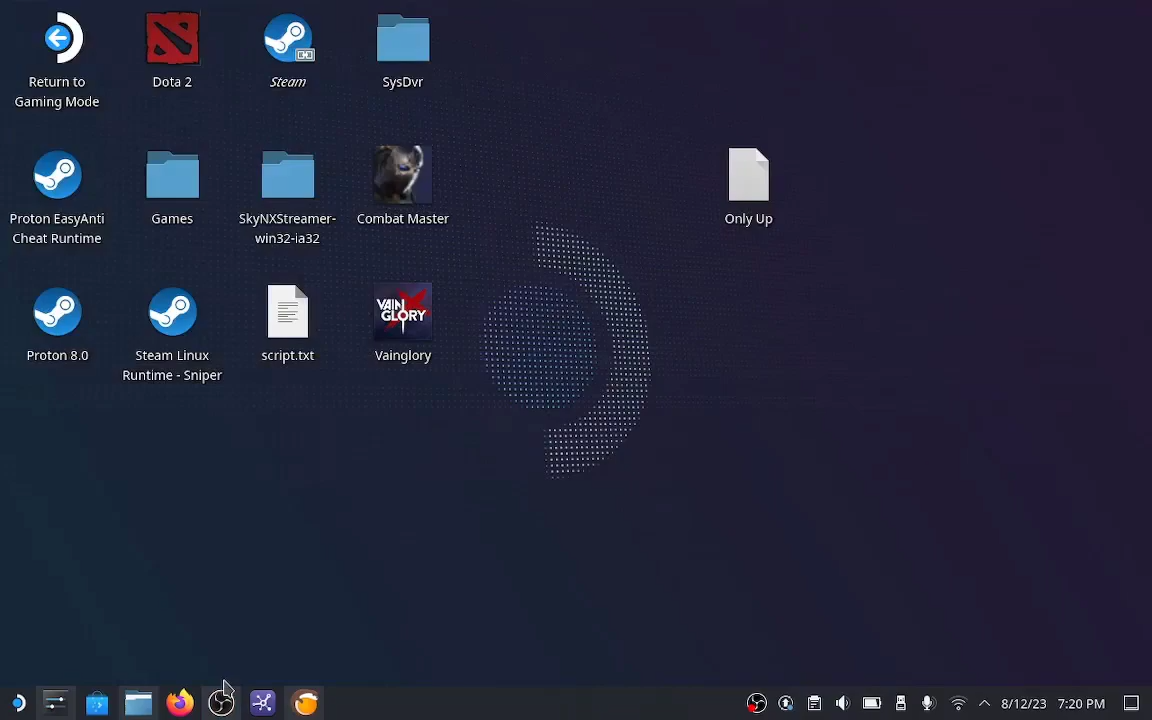 Return to
Gaming Mode
Dota 2
Steam
SysDvr
Proton EasyAnti
Cheat Runtime
Games
SkyNXStreamer-
win32-ia32
Combat Master
Only Up
Proton 8.0
Steam Linux
Runtime - Sniper
script.txt
VAIN
GLORY
Vainglory
8/12/23
7:20 PM